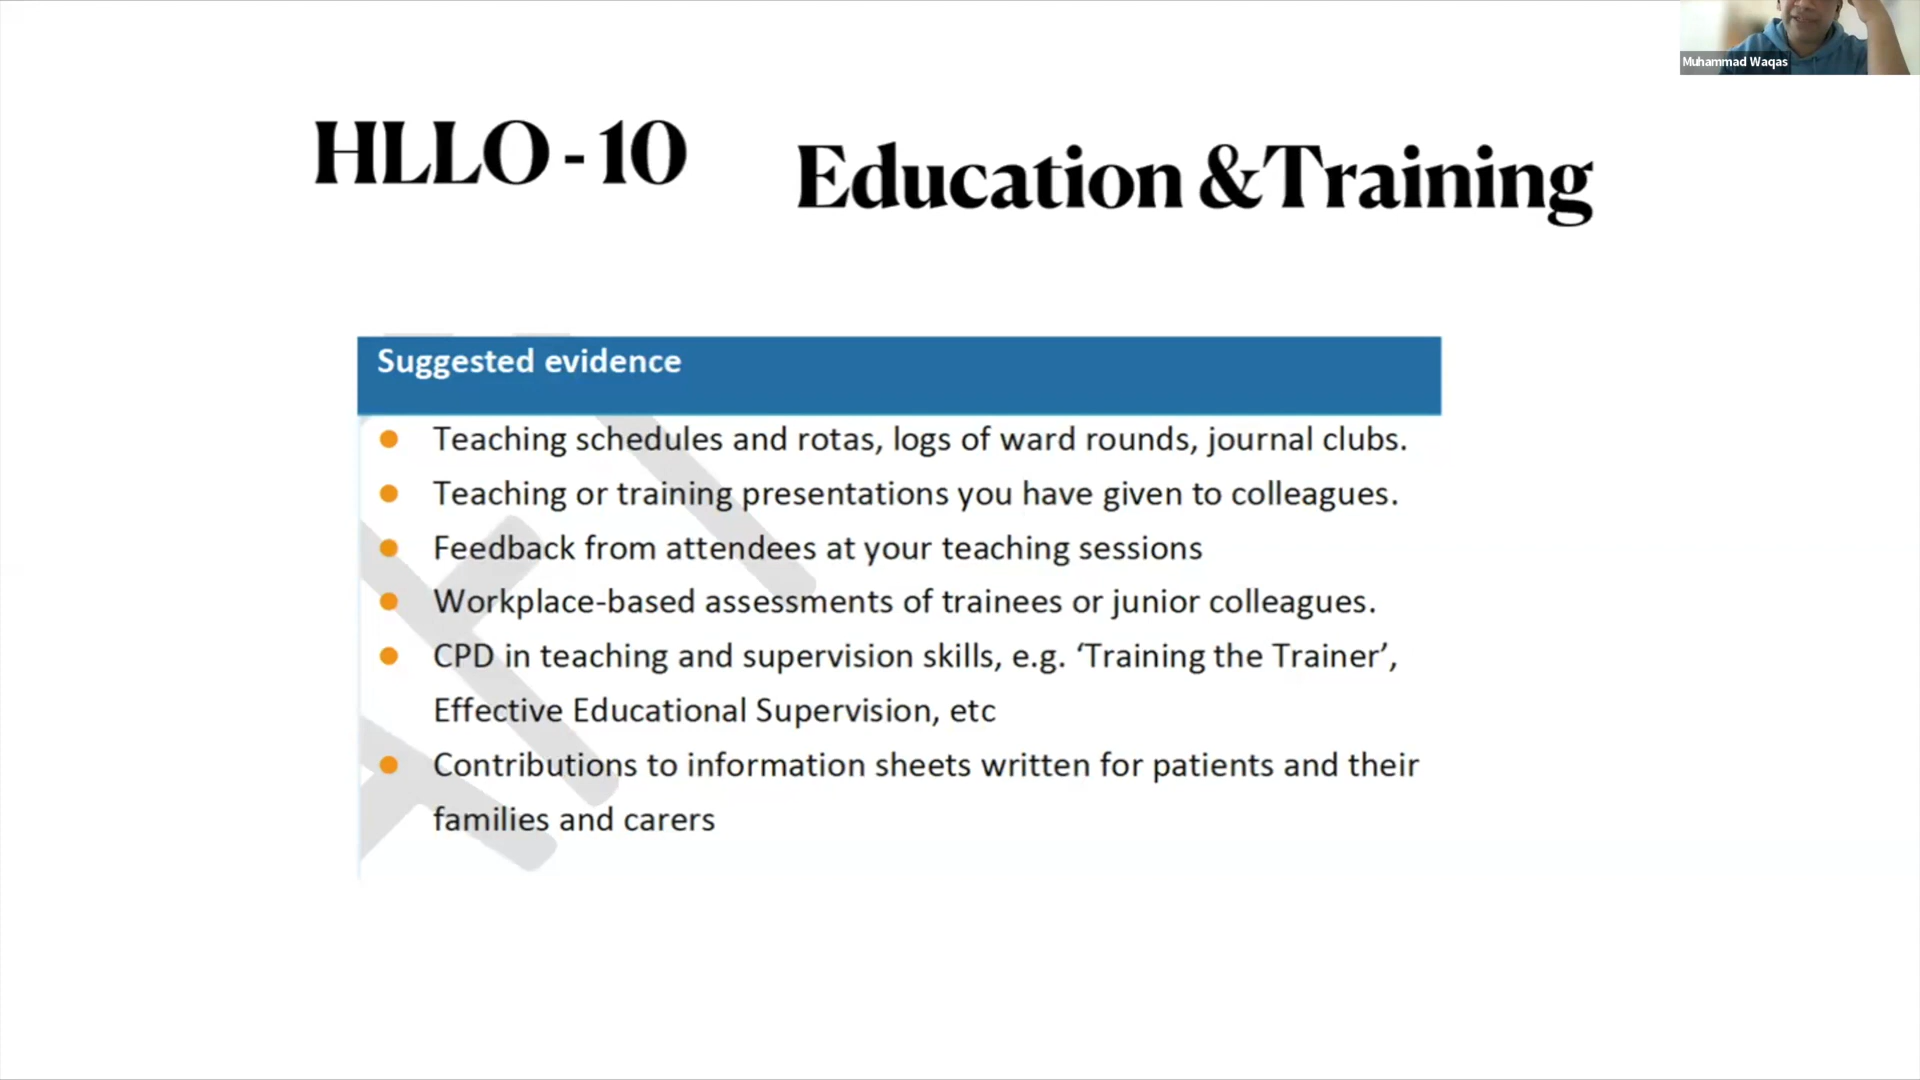 Muhammad Waqas
HLLO - 10
Education & Training
Suggested evidence
Teaching schedules and rotas, logs of ward rounds, journal clubs.
Teaching or training presentations you have given to colleagues.
Feedback from attendees at your teaching sessions
Workplace-based assessments of trainees or junior colleagues.
CPD in teaching and supervision skills, e.g. ‘Training the Trainer’,
Effective Educational Supervision, etc
Contributions to information sheets written for patients and their
families and carers